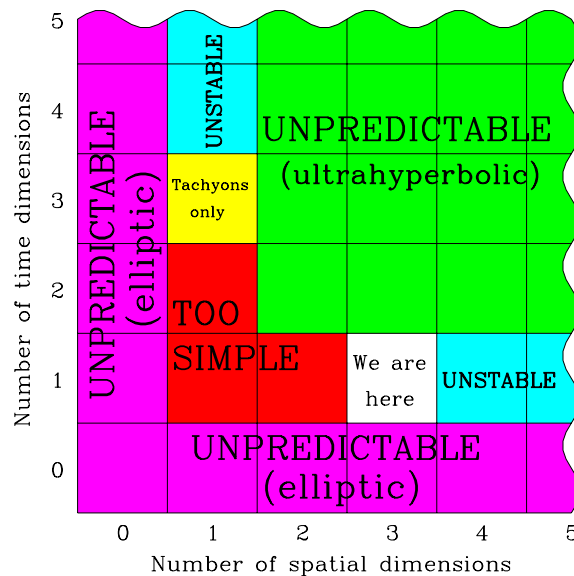 5
4
3
2
1
0
Number of time dimensions
UNPREDICTABLE
(elliptic)
UNSTABLE
UNPREDICTABLE
(ultrahyperbolic)
Tachyons
only
TOO
SIMPLE
We are
here
UNSTABLE
UNPREDICTABLE
(elliptic)
0 1 2 3 4 5
Number of spatial dimensions